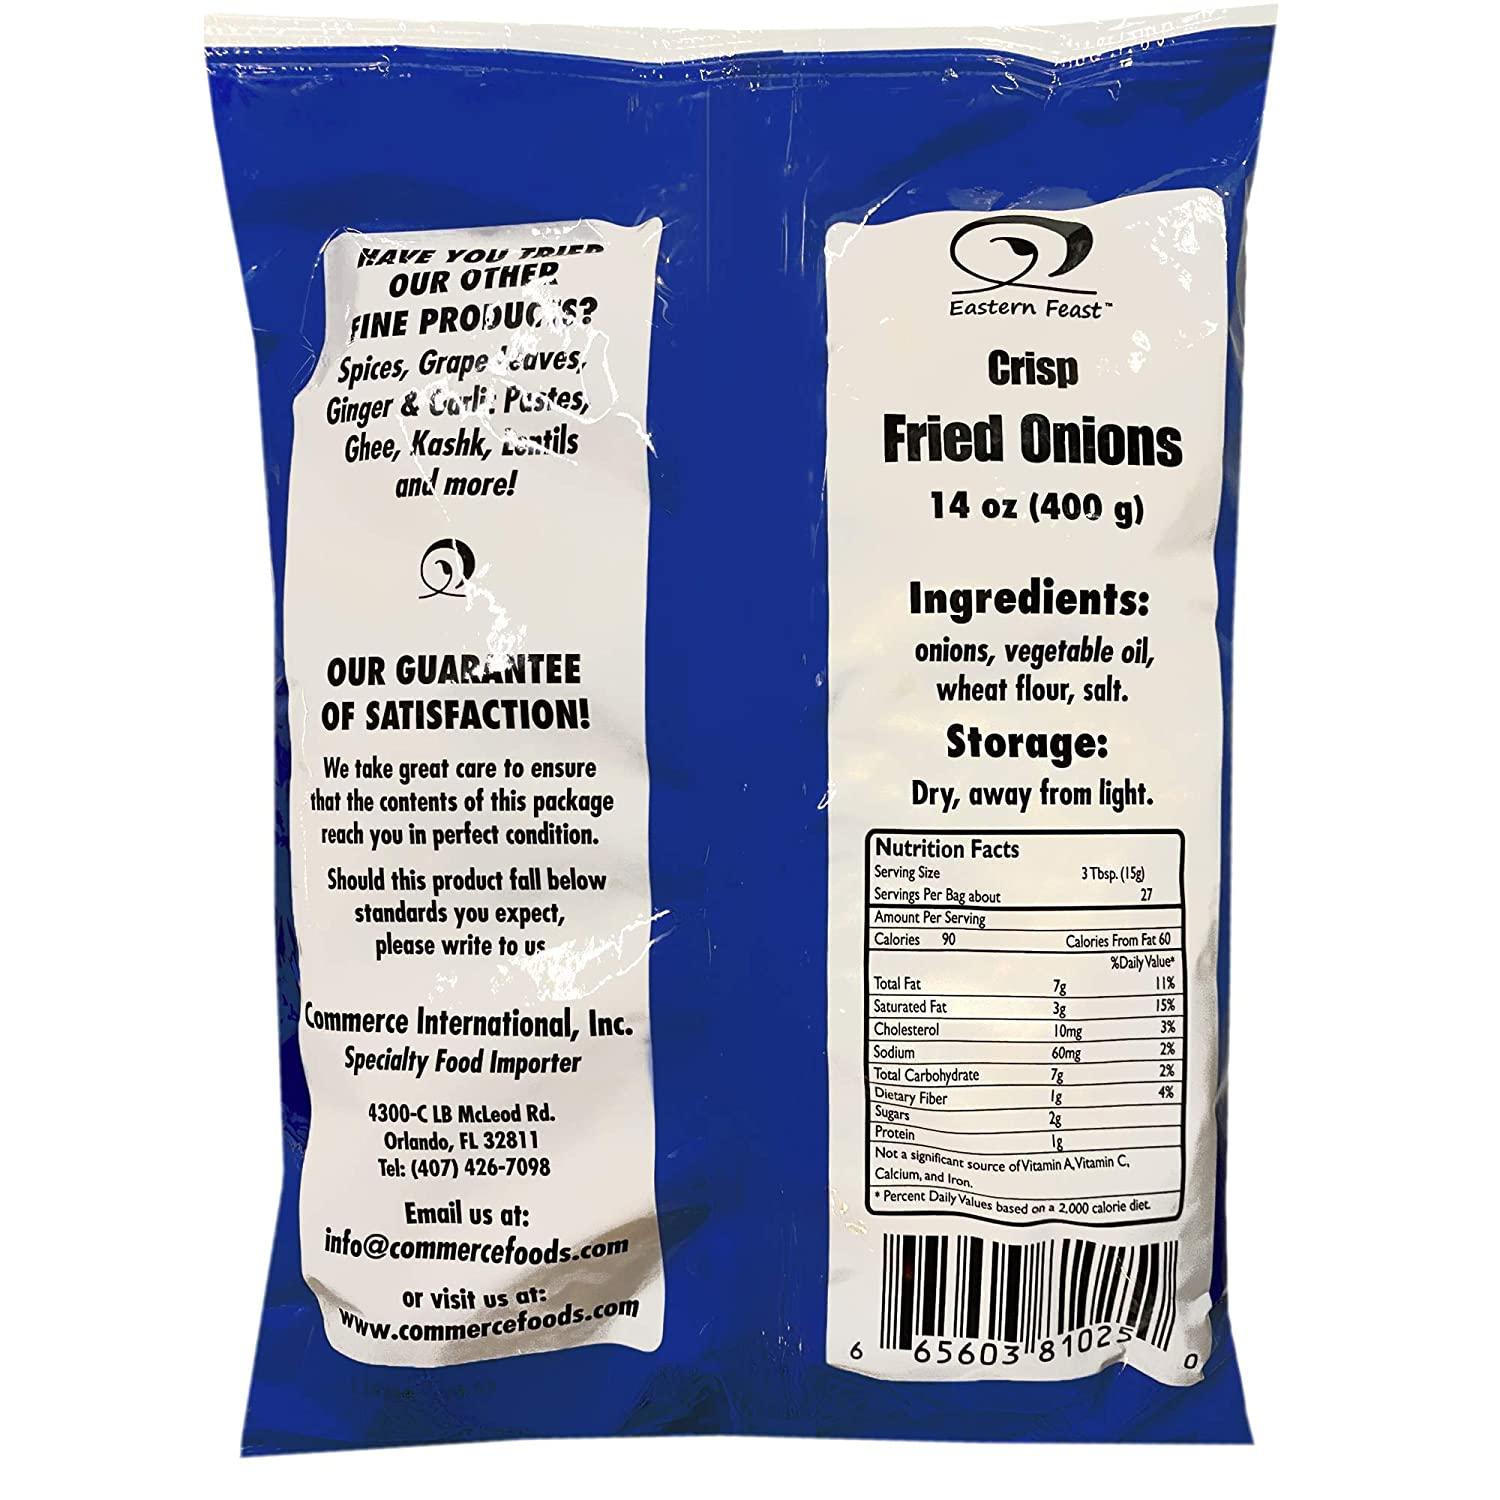 HAVE YOU TRIED
OUR OTHER
FINE PRODUCTS?
Spices, Grape Leaves,
Ginger & Garlic Pastes,
Ghee, Kashk, Lentils
and more!
OUR GUARANTEE
OF SATISFACTION!
We take great care to ensure
that the contents of this package
reach you in perfect condition.
Should this product fall below
standards you expect,
please write to us
Commerce International, Inc.
Specialty Food Importer
4300-C LB McLeod Rd.
Orlando, FL 32811
Tel: (407) 426-7098
Email us at:
info@commercefoods.com
or visit us at:
www.commercefoods.com
Eastern Feast™
Crisp
Fried Onions
14 oz (400 g)
Ingredients:
onions, vegetable oil,
wheat flour, salt.
Storage:
Dry, away from light.
Nutrition Facts
Serving Size 3 Tbsp. (15g)
Servings Per Bag about 27
Amount Per Serving
Calories 90 Calories From Fat 60
%Daily Value*
Total Fat 7g 11%
Saturated Fat 3g 15%
Cholesterol 10mg 3%
Sodium 60mg 2%
Total Carbohydrate 7g 2%
Dietary Fiber 1g 4%
Sugars 2g
Protein 1g
Not a significant source of Vitamin A, Vitamin C,
Calcium, and Iron.
* Percent Daily Values based on a 2,000 calorie diet.
6 65603 81025 0